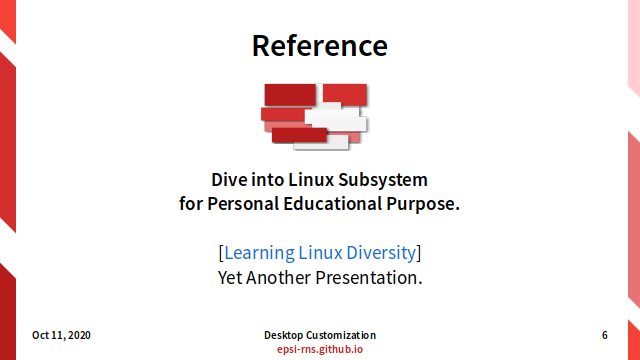 Reference
Dive into Linux Subsystem
for Personal Educational Purpose.
[Learning Linux Diversity]
Yet Another Presentation.
Oct 11, 2020
Desktop Customization
epsi-rns.github.io
6